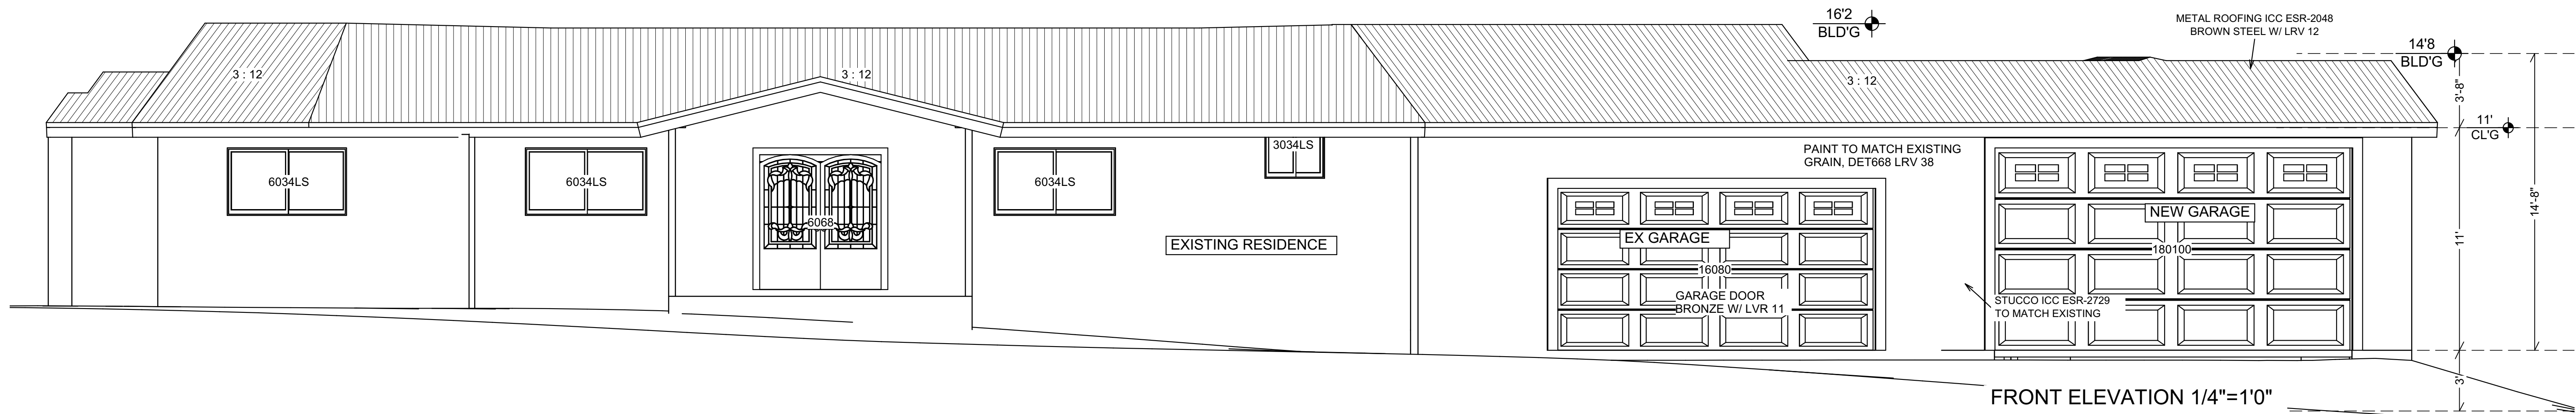 16'2
BLD'G
METAL ROOFING ICC ESR-2048
BROWN STEEL W/ LRV 12
14'8
BLD'G
3 : 12
3 : 12
3 : 12
3'-8"
11'
CL'G
PAINT TO MATCH EXISTING
GRAIN, DET668 LRV 38
3034LS
6034LS
6034LS
6034LS
6068
EXISTING RESIDENCE
EX GARAGE
16080
GARAGE DOOR
BRONZE W/ LVR 11
NEW GARAGE
180100
STUCCO ICC ESR-2729
TO MATCH EXISTING
14'-8"
11'
3'
FRONT ELEVATION 1/4"=1'0"